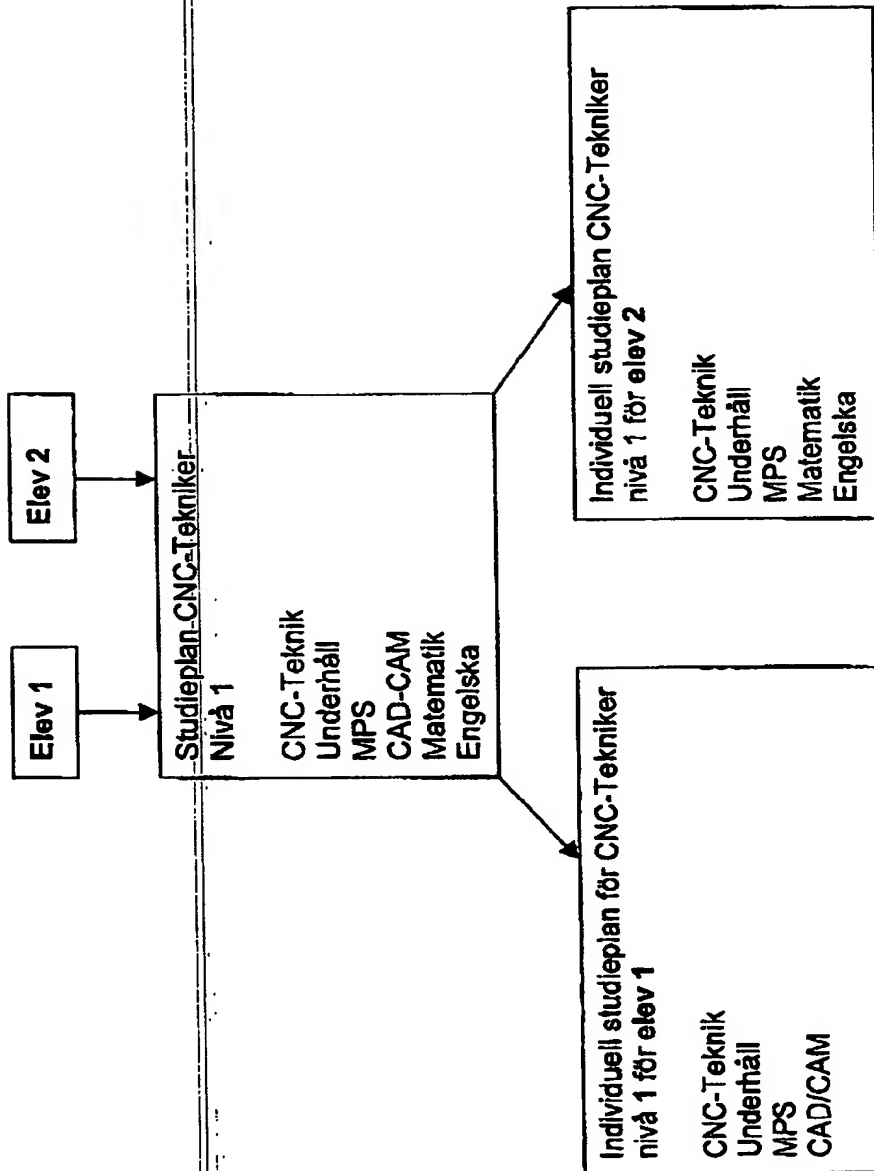 Elev 1
Elev 2
Studieplan-CNC-Tekniker
Nivå 1
CNC-Teknik
Underhåll
MPS
CAD-CAM
Matematik
Engelska
Individuell studieplan för CNC-Tekniker
nivå 1 för elev 1
CNC-Teknik
Underhåll
MPS
CAD/CAM
Individuell studieplan CNC-Tekniker
nivå 1 för elev 2
CNC-Teknik
Underhåll
MPS
Matematik
Engelska